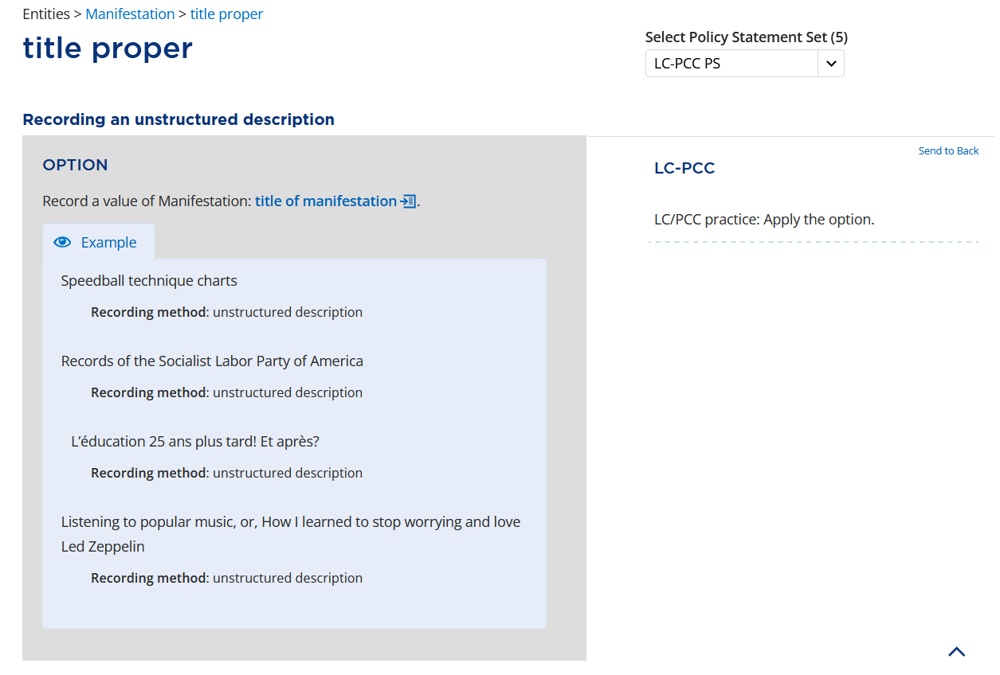 Entities > Manifestation > title proper
title proper
Select Policy Statement Set (5)
LC-PCC PS
Recording an unstructured description
OPTION
Record a value of Manifestation: title of manifestation.
Example
Speedball technique charts
Recording method: unstructured description
Records of the Socialist Labor Party of America
Recording method: unstructured description
L’éducation 25 ans plus tard! Et après?
Recording method: unstructured description
Listening to popular music, or, How I learned to stop worrying and love
Led Zeppelin
Recording method: unstructured description
Send to Back
LC-PCC
LC/PCC practice: Apply the option.